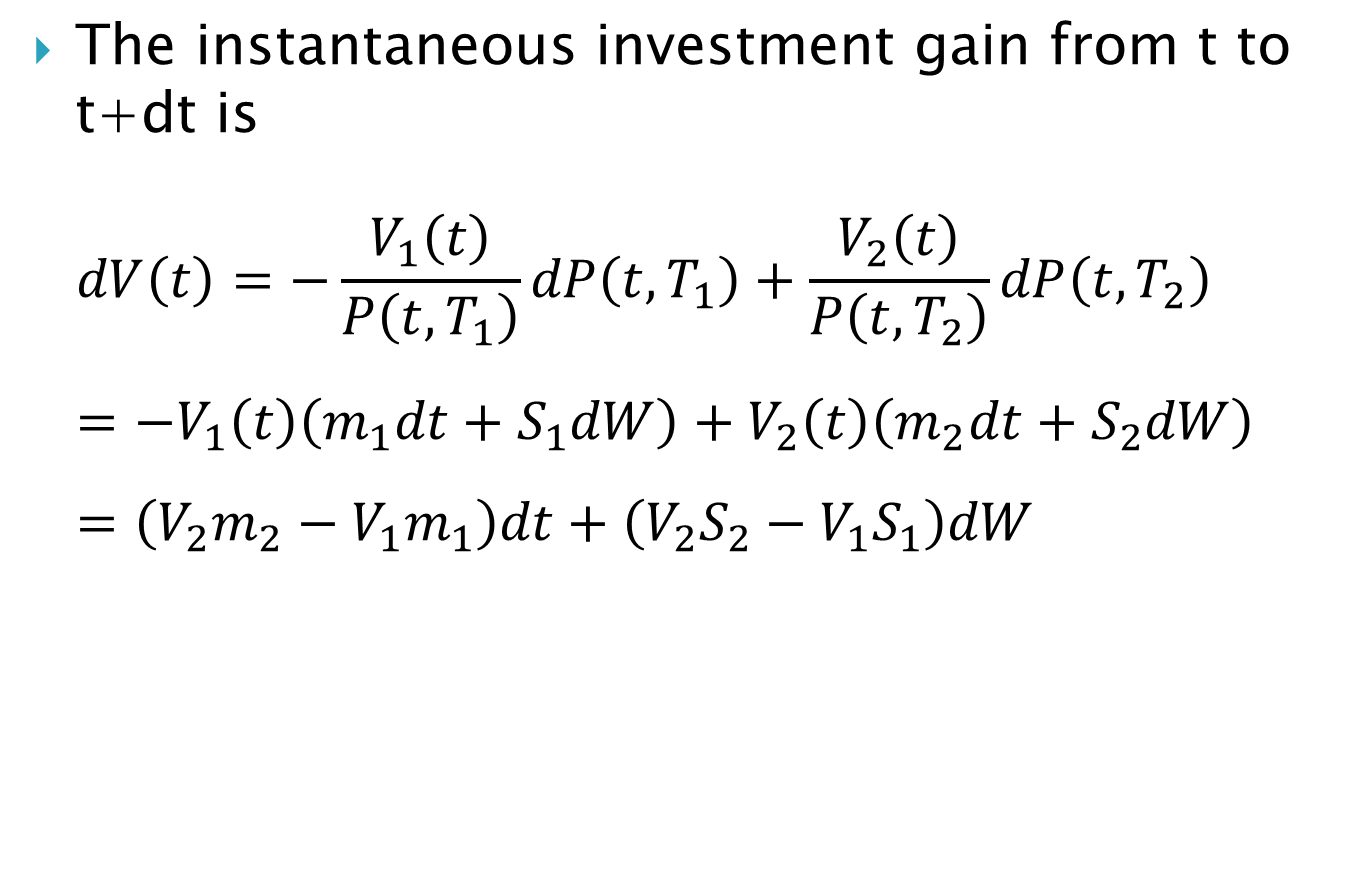 The instantaneous investment gain from t to
t+dt is
𝑑𝑉(𝑡) = −𝑉₁(𝑡)/𝑃(𝑡, 𝑇₁) 𝑑𝑃(𝑡, 𝑇₁) + 𝑉₂(𝑡)/𝑃(𝑡, 𝑇₂) 𝑑𝑃(𝑡, 𝑇₂)
= −𝑉₁(𝑡)(𝑚₁𝑑𝑡 + 𝑆₁𝑑𝑊) + 𝑉₂(𝑡)(𝑚₂𝑑𝑡 + 𝑆₂𝑑𝑊)
= (𝑉₂𝑚₂ − 𝑉₁𝑚₁)𝑑𝑡 + (𝑉₂𝑆₂ − 𝑉₁𝑆₁)𝑑𝑊